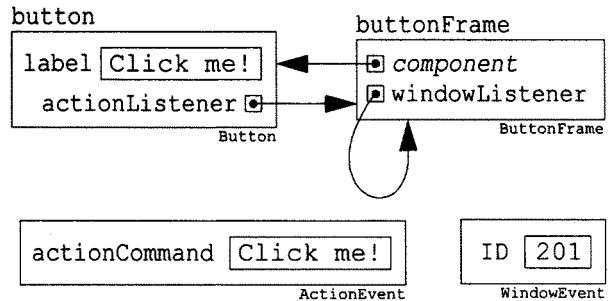 button
label Click me!
actionListener
Button
buttonFrame
component
windowListener
ButtonFrame
actionCommand Click me!
ActionEvent
ID 201
WindowEvent